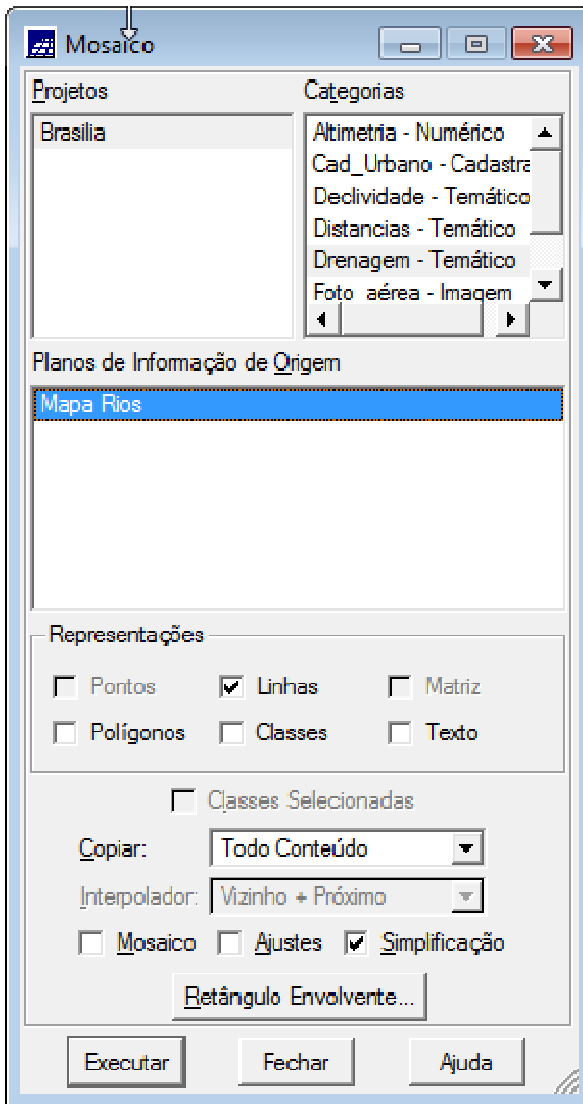 Mosaico
Projetos Categorias
Brasilia
Altimetria - Numérico
Cad_Urbano - Cadastra
Declividade - Temático
Distancias - Temático
Drenagem - Temático
Foto_aérea - Imagem
Planos de Informação de Origem
Mapa Rios
Representações
Pontos Linhas Matriz
Polígonos Classes Texto
Classes Selecionadas
Copiar: Todo Conteúdo
Interpolador: Vizinho + Próximo
Mosaico Ajustes Simplificação
Retângulo Envolvente...
Executar Fechar Ajuda